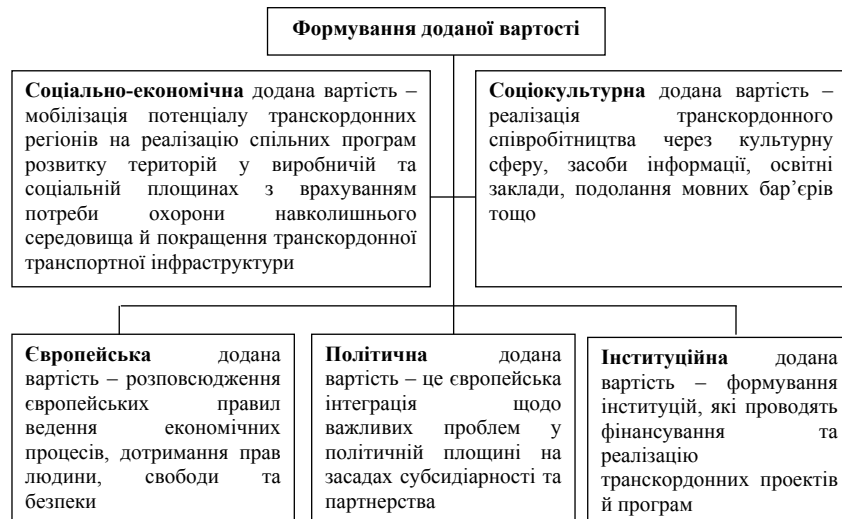 Формування доданої вартості
Соціально-економічна додана вартість –
мобілізація потенціалу транскордонних
регіонів на реалізацію спільних програм
розвитку територій у виробничій та
соціальній площинах з врахуванням
потреби охорони навколишнього
середовища й покращення транскордонної
транспортної інфраструктури
Соціокультурна додана вартість –
реалізація транскордонного
співробітництва через культурну
сферу, засоби інформації, освітні
заклади, подолання мовних бар’єрів
тощо
Європейська додана
вартість – розповсюдження
європейських правил
ведення економічних
процесів, дотримання прав
людини, свободи та
безпеки
Політична додана
вартість – це європейська
інтеграція щодо
важливих проблем у
політичній площині на
засадах субсидіарності та
партнерства
Інституційна додана
вартість – формування
інституцій, які проводять
фінансування та
реалізацію
транскордонних проектів
й програм